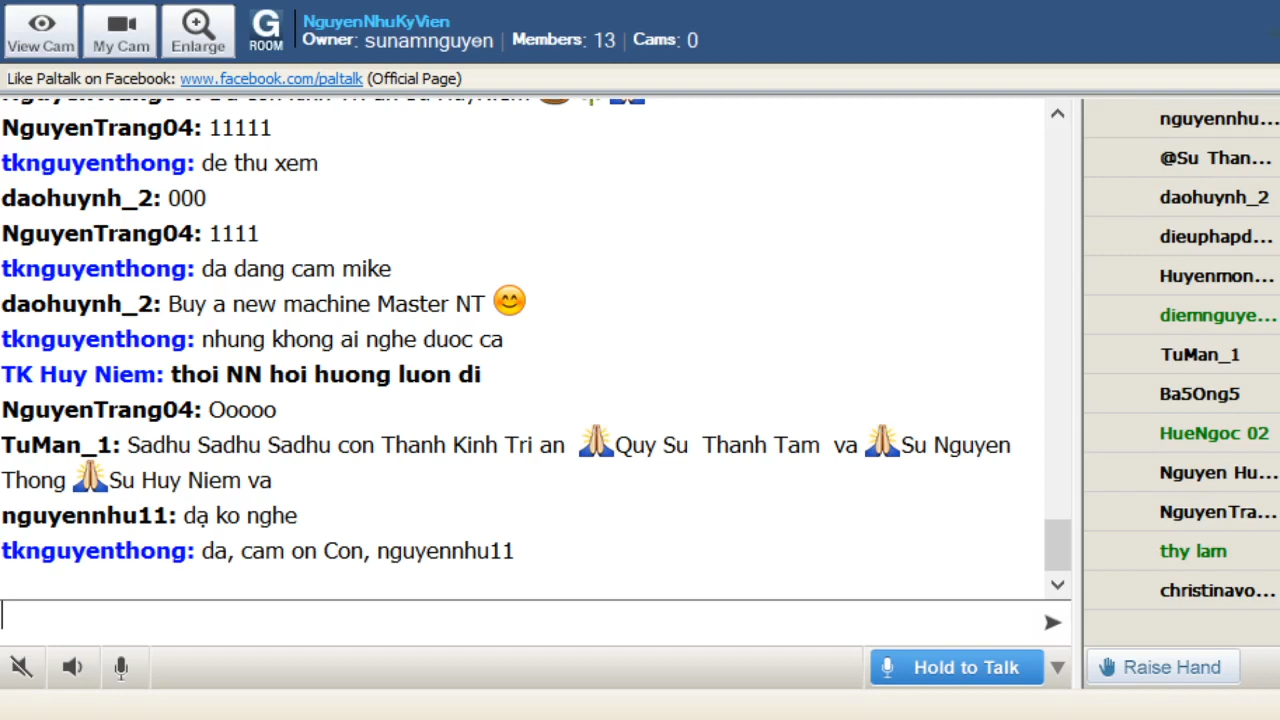 View Cam
My Cam
Enlarge
G
ROOM
NguyenNhuKyVien
Owner: sunamnguyen | Members: 13 | Cams: 0
Like Paltalk on Facebook: www.facebook.com/paltalk (Official Page)
NguyenTrang04: 11111
tknguyenthong: de thu xem
daohuynh_2: 000
NguyenTrang04: 1111
tknguyenthong: da dang cam mike
daohuynh_2: Buy a new machine Master NT
tknguyenthong: nhung khong ai nghe duoc ca
TK Huy Niem: thoi NN hoi huong luon di
NguyenTrang04: Ooooo
TuMan_1: Sadhu Sadhu Sadhu con Thanh Kinh Tri an Quy Su Thanh Tam va Su Nguyen
Thong Su Huy Niem va
nguyennhu11: dạ ko nghe
tknguyenthong: da, cam on Con, nguyennhu11
nguyennhu...
@Su Than...
daohuynh_2
dieuphapd...
Huyenmon...
diemnguye...
TuMan_1
Ba5Ong5
HueNgoc 02
Nguyen Hu...
NguyenTra...
thy lam
christinavo...
Hold to Talk
Raise Hand